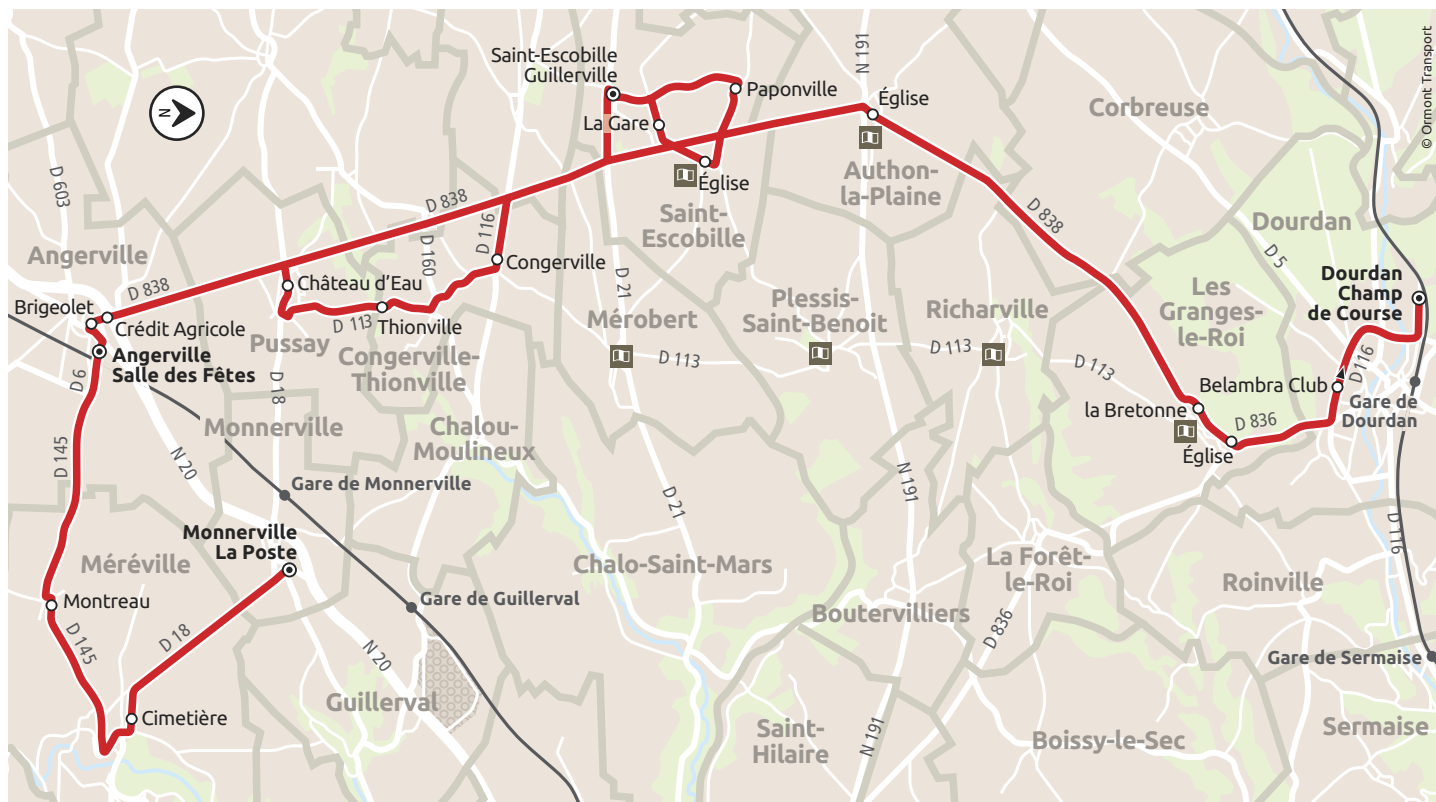 © Ormont Transport
Saint-Escobille
Guillerville
Paponville
La Gare
Église
N 191
Église
Corbreuse
D 603
N
Authon-
la-Plaine
Saint-
Escobille
D 838
D 838
D 116
D 160
Angerville
Congerville
Dourdan
D 5
Dourdan
Champ
de Course
D 21
D 838
Château d’Eau
Brigeolet
Crédit Agricole
D 113
Thionville
Pussay
Mérobert
Plessis-
Saint-Benoit
Richarville
Les
Granges-
le-Roi
D 113
D 113
D 113
D 116
Angerville
Salle des Fêtes
D 6
Congerville-
Thionville
D 18
Belambra Club
Gare de
Dourdan
la Bretonne
D 836
Église
Monnerville
Chalou-
Moulineux
D 145
N 20
Gare de Monnerville
D 21
N 191
D 116
Monnerville
La Poste
Méréville
Chalo-Saint-Mars
La Forêt-
le-Roi
Roinville
Montreau
Gare de Guillerval
Boutervilliers
D 145
D 18
N 20
D 836
Gare de Sermaise
Guillerval
Cimetière
Saint-
Hilaire
N 191
Boissy-le-Sec
Sermaise